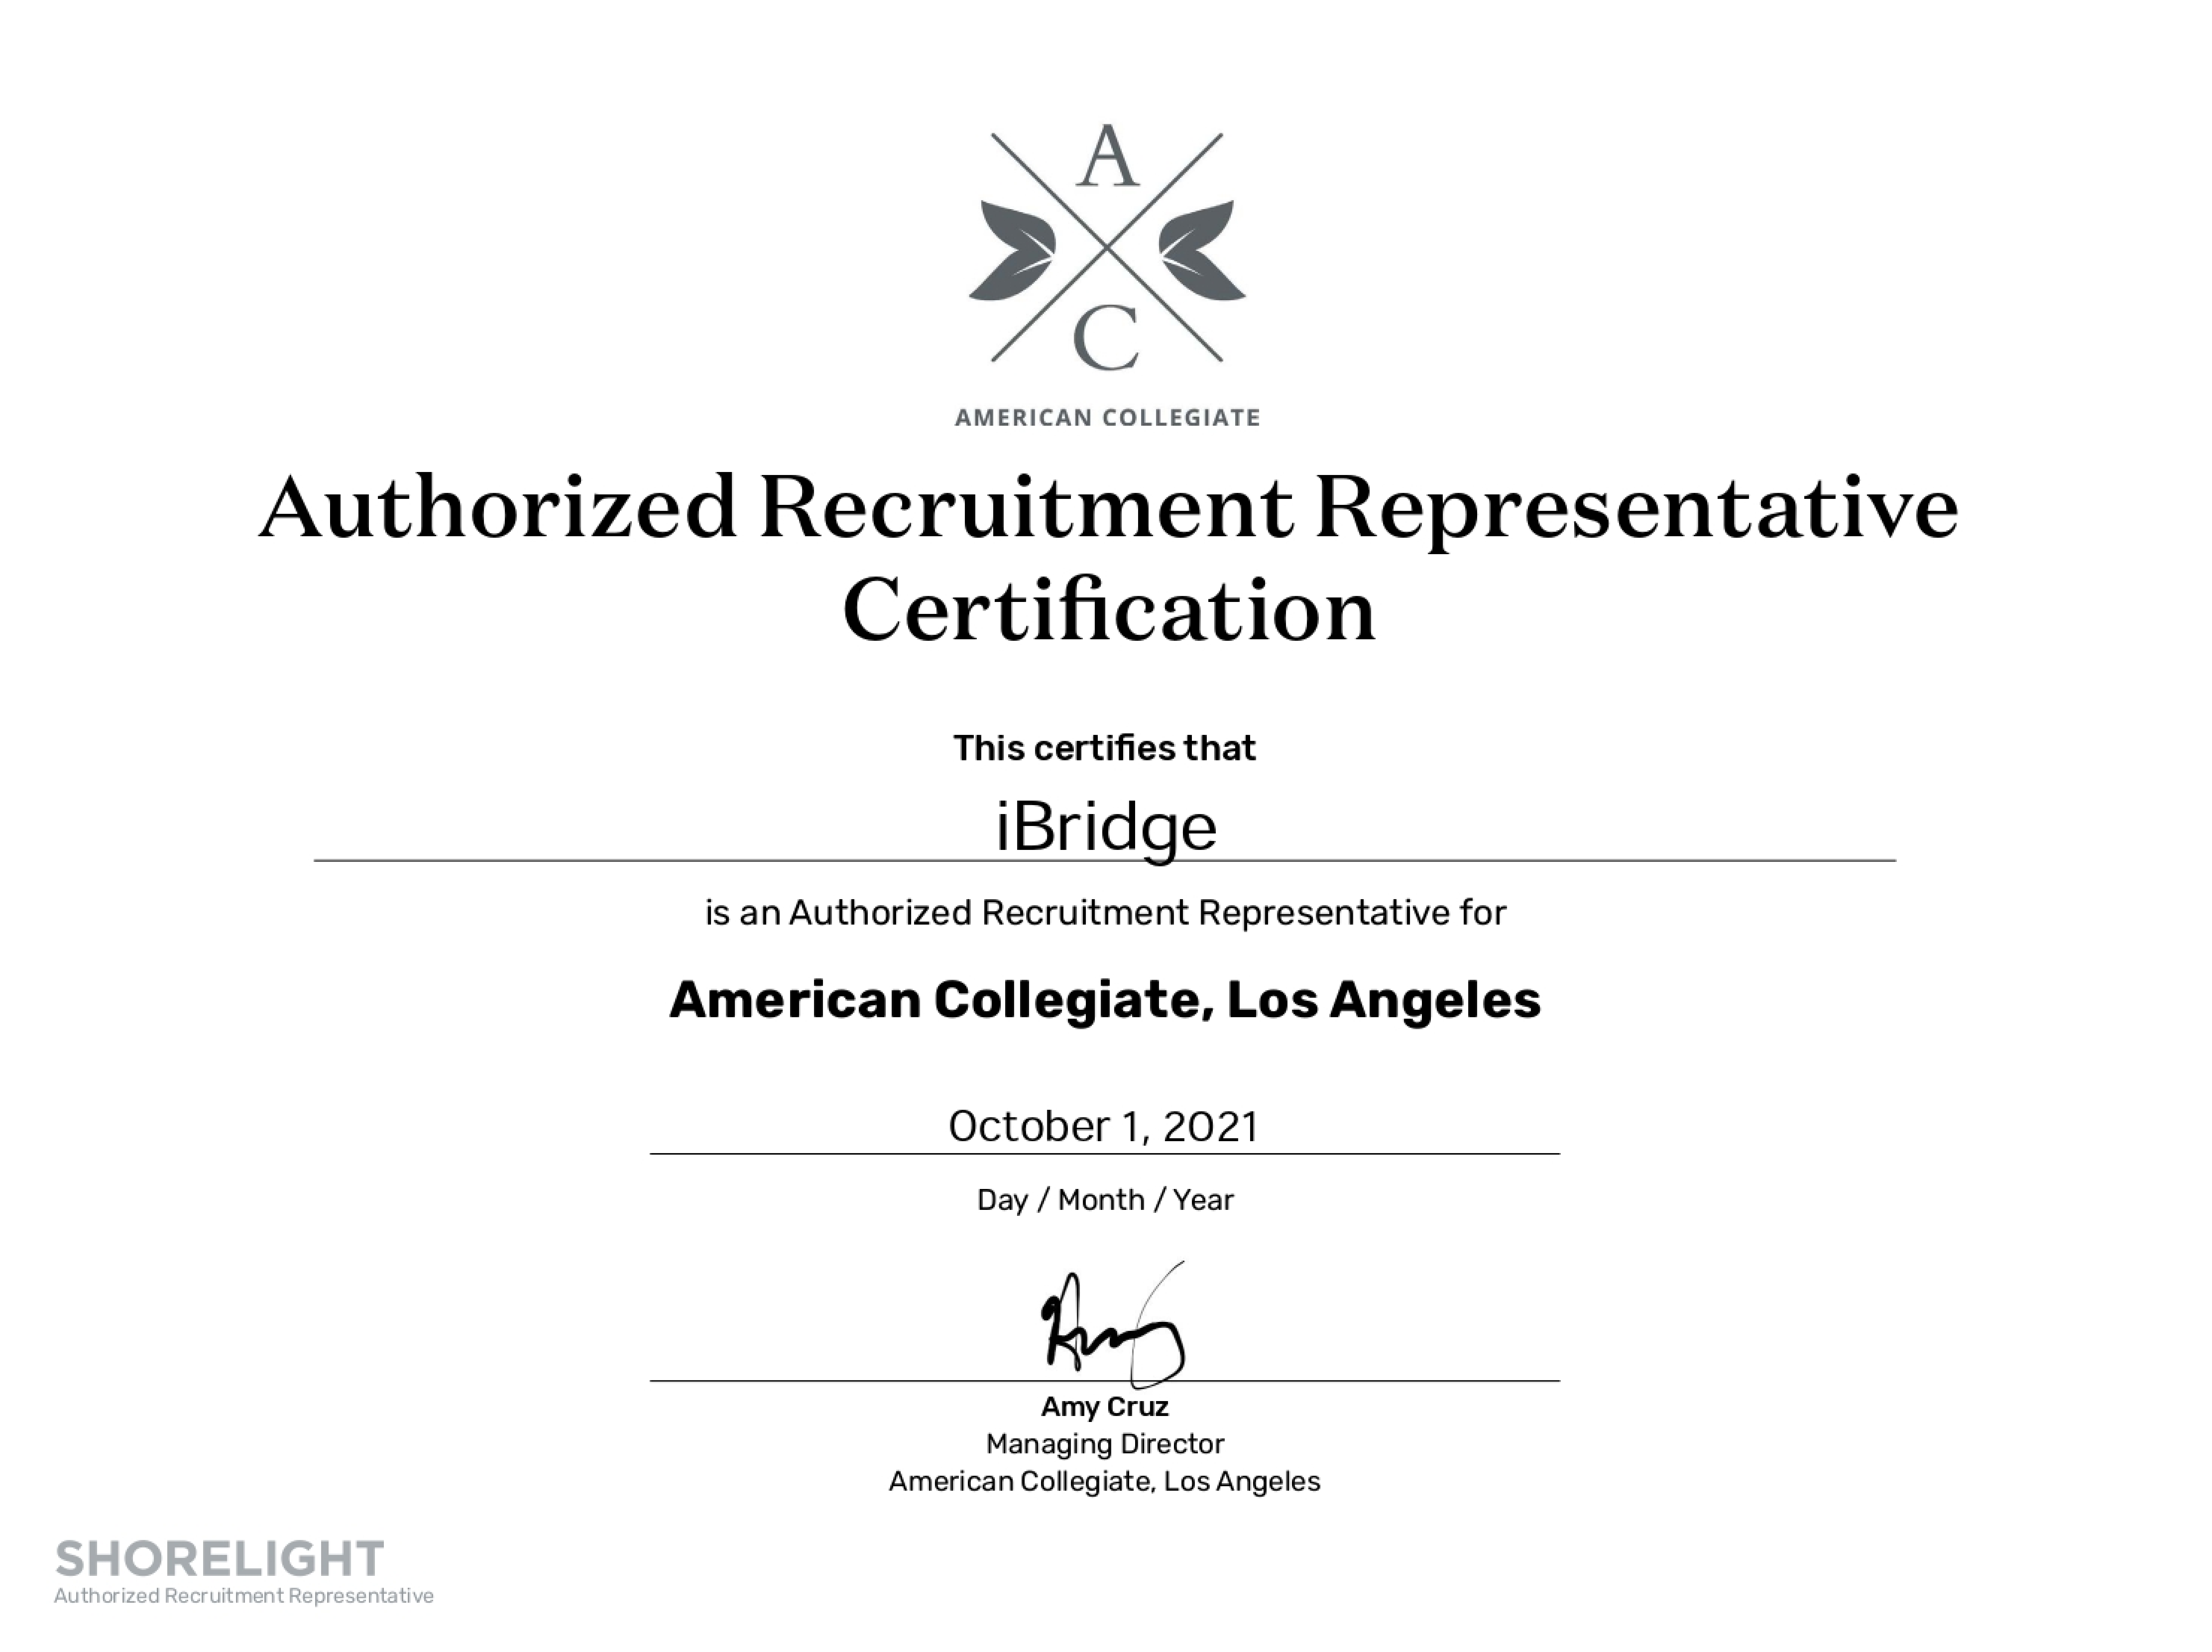 A
C
AMERICAN COLLEGIATE
Authorized Recruitment Representative
Certification
This certifies that
iBridge
is an Authorized Recruitment Representative for
American Collegiate, Los Angeles
October 1, 2021
Day / Month / Year
Amy
Amy Cruz
Managing Director
American Collegiate, Los Angeles
SHORELIGHT
Authorized Recruitment Representative